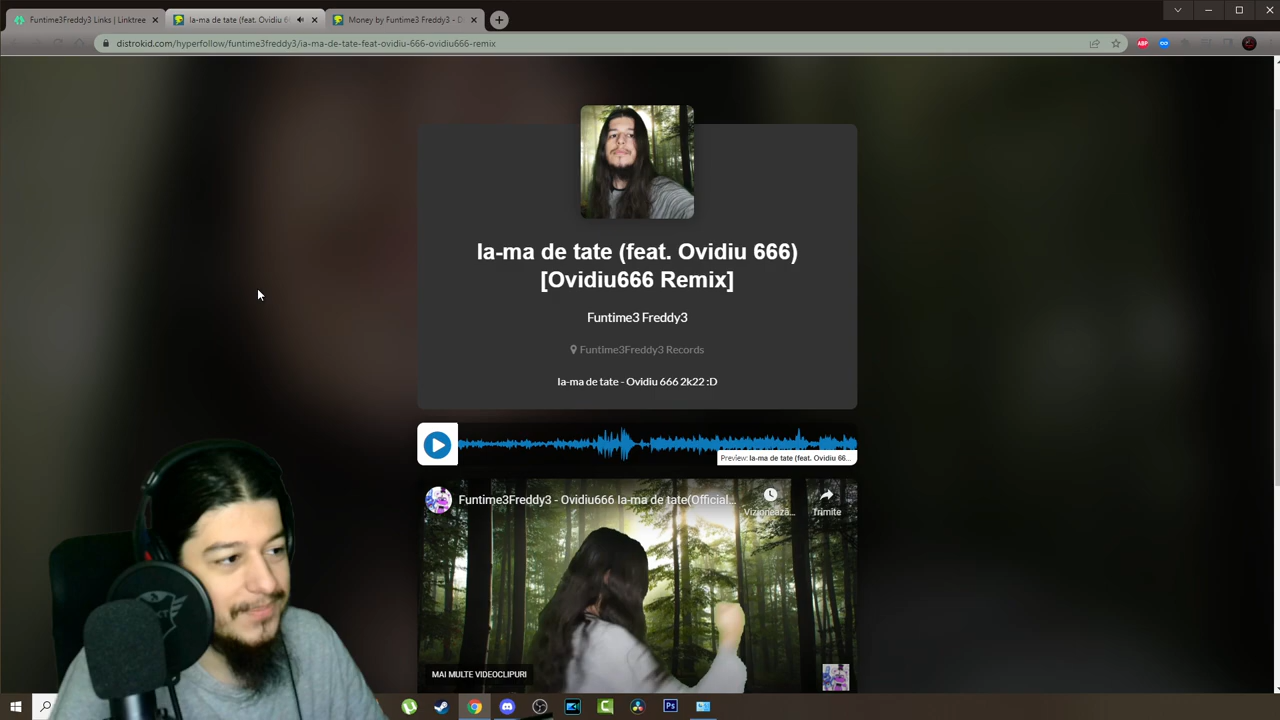 Funtime3Freddy3 Links | Linktree
Ia-ma de tate (feat. Ovidiu 6
Money by Funtime3 Freddy3 - D
distrokid.com/hyperfollow/funtime3freddy3/ia-ma-de-tate-feat-ovidiu-666-ovidiu666-remix
ABP
Ia-ma de tate (feat. Ovidiu 666)
[Ovidiu666 Remix]
Funtime3 Freddy3
Funtime3Freddy3 Records
Ia-ma de tate - Ovidiu 666 2k22 :D
Preview: Ia-ma de tate (feat. Ovidiu 66...
Funtime3Freddy3 - Ovidiu666 Ia-ma de tate(Official...
Vizionează...
Trimite
MAI MULTE VIDEOCLIPURI
Ps